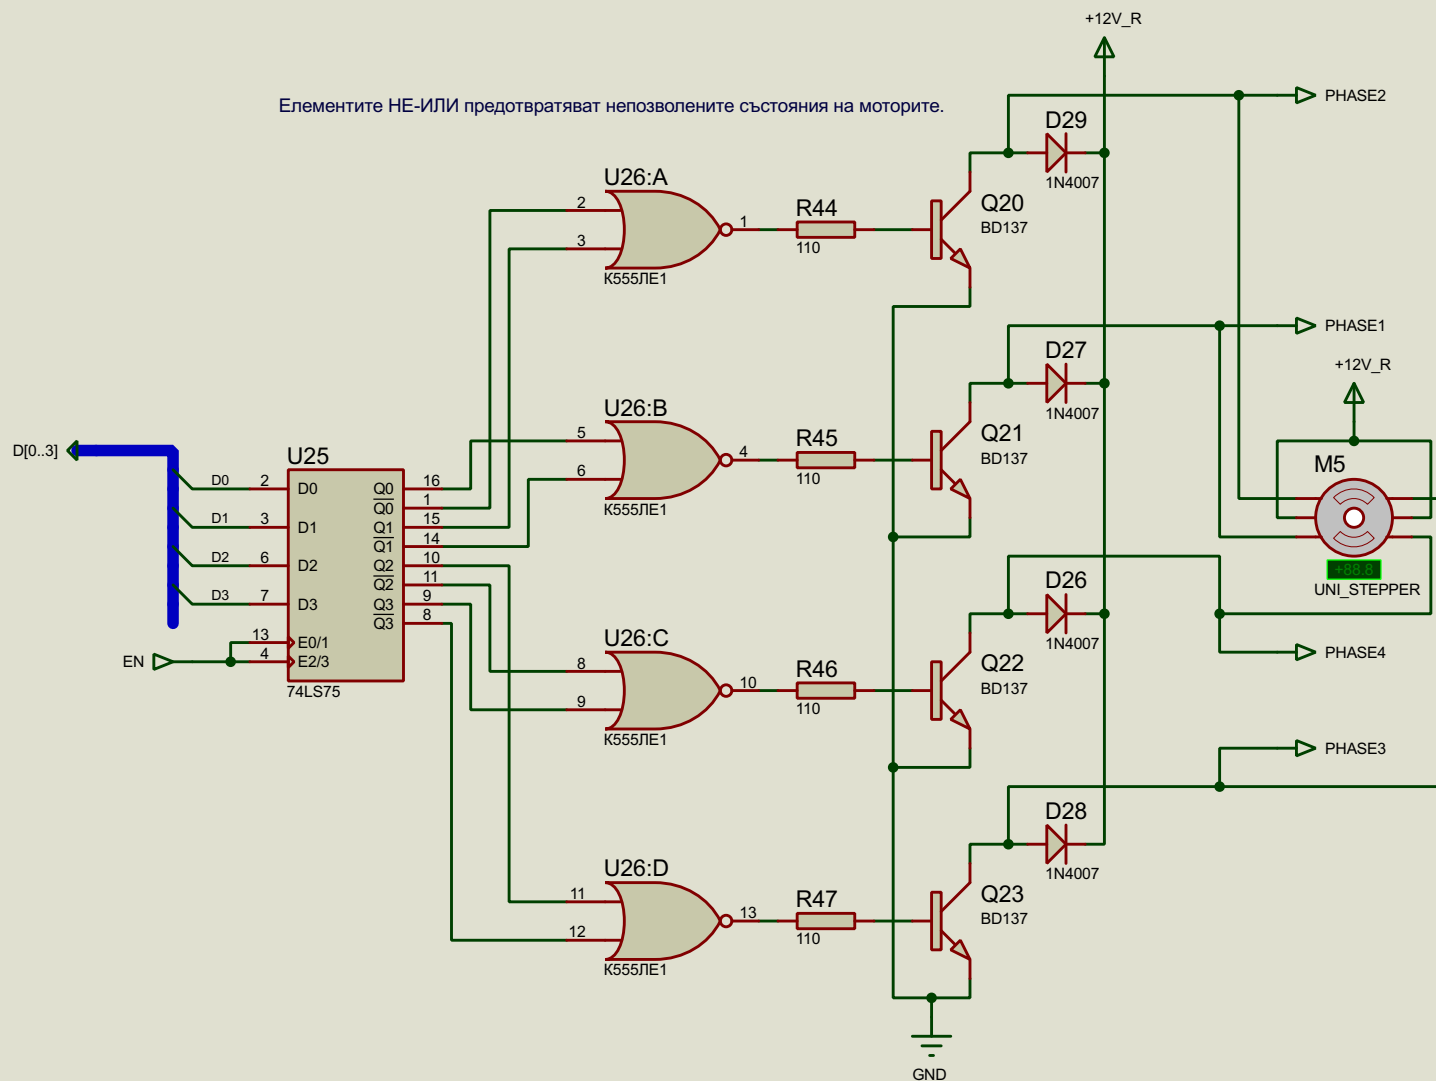 +12V_R
Елементите НЕ-ИЛИ предотвратяват непозволените състояния на моторите.
PHASE2
D29
1N4007
U26:A
2
3
1
К555ЛЕ1
R44
110
Q20
BD137
PHASE1
D27
1N4007
+12V_R
U26:B
5
6
4
К555ЛЕ1
R45
110
Q21
BD137
M5
+88.8
UNI_STEPPER
D[0..3]
U25
D0 2 D0 Q0 16
Q0 1
D1 3 D1 Q1 15
Q1 14
D2 6 D2 Q2 10
Q2 11
D3 7 D3 Q3 9
Q3 8
13 E0/1
EN 4 E2/3
74LS75
D26
1N4007
U26:C
8
9
10
К555ЛЕ1
R46
110
Q22
BD137
PHASE4
PHASE3
D28
1N4007
U26:D
11
12
13
К555ЛЕ1
R47
110
Q23
BD137
GND